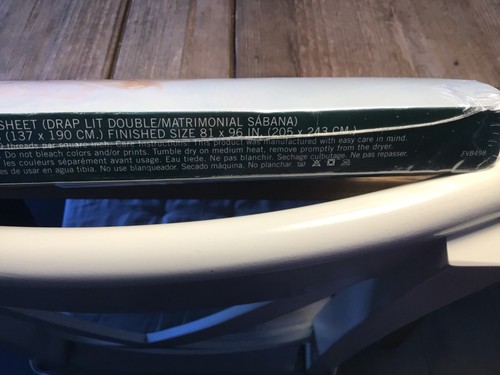 SHEET (DRAP LIT DOUBLE/MATRIMONIAL SÁBANA)
(137 x 190 CM.) FINISHED SIZE 81 x 96 IN. (205 x 243 CM.)
threads per square inch. Care Instructions: This product was manufactured with easy care in mind.
. Do not bleach colors and/or prints. Tumble dry on medium heat, remove promptly from the dryer.
les couleurs séparément avant usage. Eau tiede. Ne pas blanchir. Sechage culbutage. Ne pas repasser.
es de usar en agua tibia. No use blanqueador. Secado máquina. No planchar.
FVB498